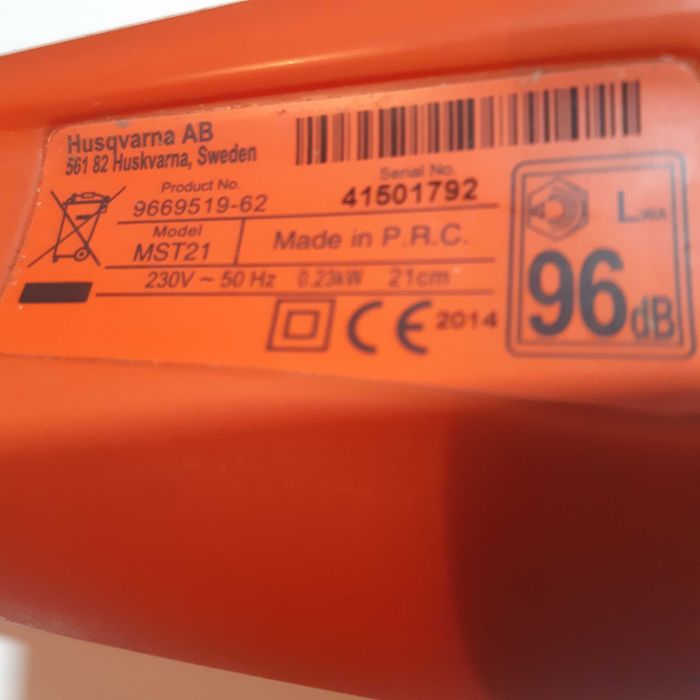 Husqvarna AB
561 82 Huskvarna, Sweden
Product No.
9669519-62
Serial No.
41501792
Model
MST21
Made in P.R.C.
230V ~ 50 Hz 0.23kW 21cm
CE 2014
LWA
96dB